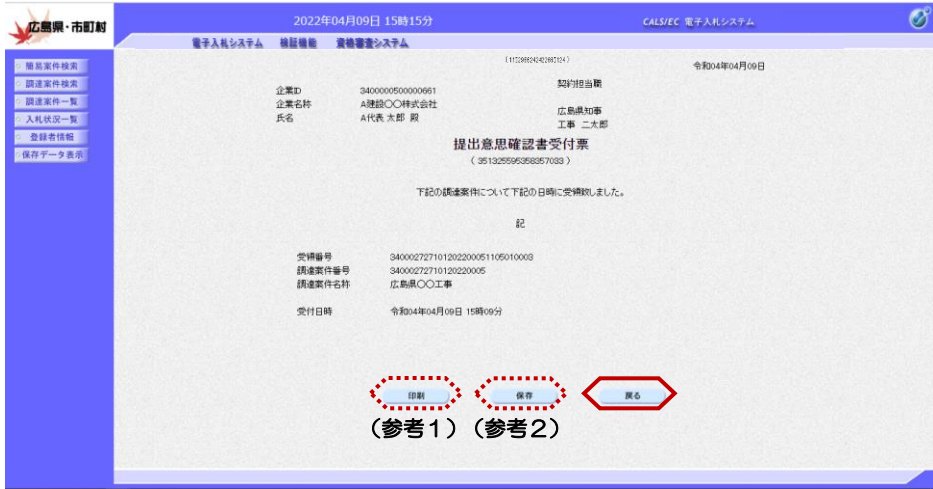 広島県・市町村
2022年04月09日 15時15分
CALS/EC 電子入札システム
電子入札システム 検証機能 資格審査システム
簡易案件検索
調達案件検索
調達案件一覧
入札状況一覧
登録者情報
保存データ表示
令和04年04月09日
契約担当職
企業ID 3400000500000661
企業名称 A建設〇〇株式会社
広島県知事
氏名 A代表 太郎 殿
工事 二太郎
提出意思確認書受付票
( 351325595358357033 )
下記の調達案件について下記の日時に受領致しました。
記
受領番号 340002727101202200051105010003
調達案件番号 34000272710120220005
調達案件名称 広島県〇〇工事
受付日時 令和04年04月09日 15時09分
印刷 保存 戻る
(参考1) (参考2)